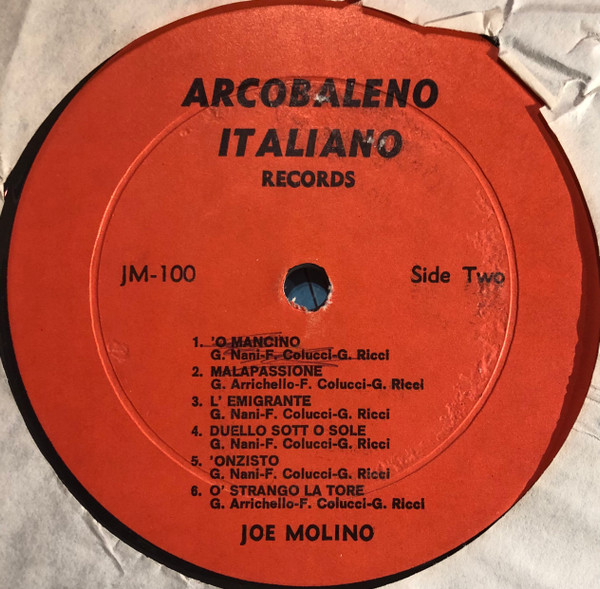 ARCOBALENO
ITALIANO
RECORDS
JM-100 Side Two
1. 'O MANCINO
G. Nani-F. Colucci-G. Ricci
2. MALAPASSIONE
G. Arrichello-F. Colucci-G. Ricci
3. L' EMIGRANTE
G. Nani-F. Colucci-G. Ricci
4. DUELLO SOTT O SOLE
G. Nani-F. Colucci-G. Ricci
5. 'ONZISTO
G. Nani-F. Colucci-G. Ricci
6. O' STRANGO LA TORE
G. Arrichello-F. Colucci-G. Ricci
JOE MOLINO